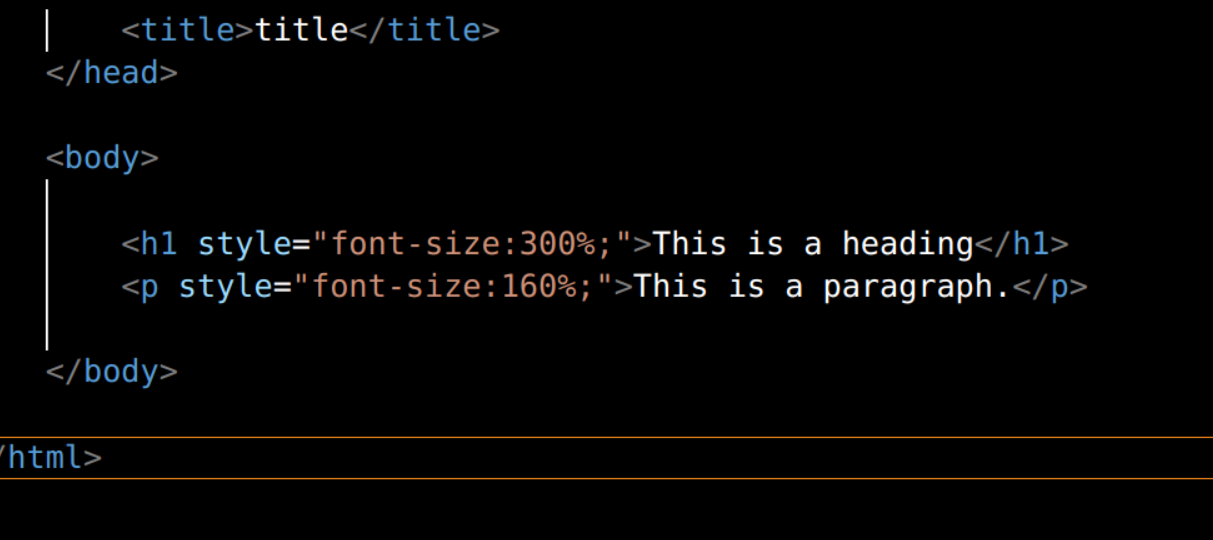 <title>title</title>
</head>
<body>
<h1 style="font-size:300%;">This is a heading</h1>
<p style="font-size:160%;">This is a paragraph.</p>
</body>
/html>